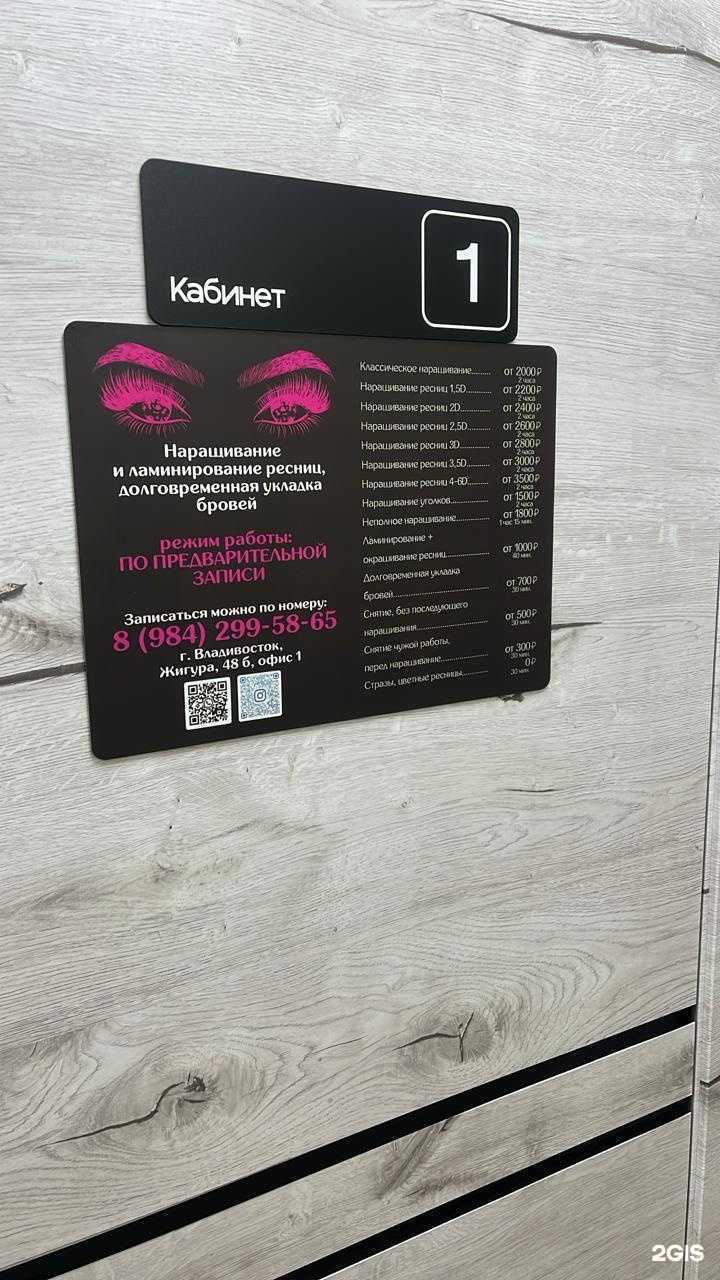 Кабинет
1
Наращивание
и ламинирование ресниц,
долговременная укладка
бровей
режим работы:
ПО ПРЕДВАРИТЕЛЬНОЙ
ЗАПИСИ
Записаться можно по номеру:
8 (984) 299-58-65
г. Владивосток,
Жигура, 48 б, офис 1
Классическое наращивание......... от 2000₽
2 часа
Наращивание ресниц 1,5D.......... от 2200₽
2 часа
Наращивание ресниц 2D............ от 2400₽
2 часа
Наращивание ресниц 2,5D.......... от 2600₽
2 часа
Наращивание ресниц 3D............ от 2800₽
2 часа
Наращивание ресниц 3,5D.......... от 3000₽
2 часа
Наращивание ресниц 4-6D.......... от 3500₽
2 часа
Наращивание уголков.............. от 1500₽
2 часа
Неполное наращивание............. от 1800₽
1 час 15 мин.
Ламинирование +
окрашивание ресниц............... от 1000₽
40 мин.
Долговременная укладка
бровей........................... от 700₽
30 мин.
Снятие, без последующего
наращивания...................... от 500₽
30 мин.
Снятие чужой работы,
перед наращивание................ от 300₽
30 мин.
Стразы, цветные ресницы.......... 0₽
30 мин.
2GIS